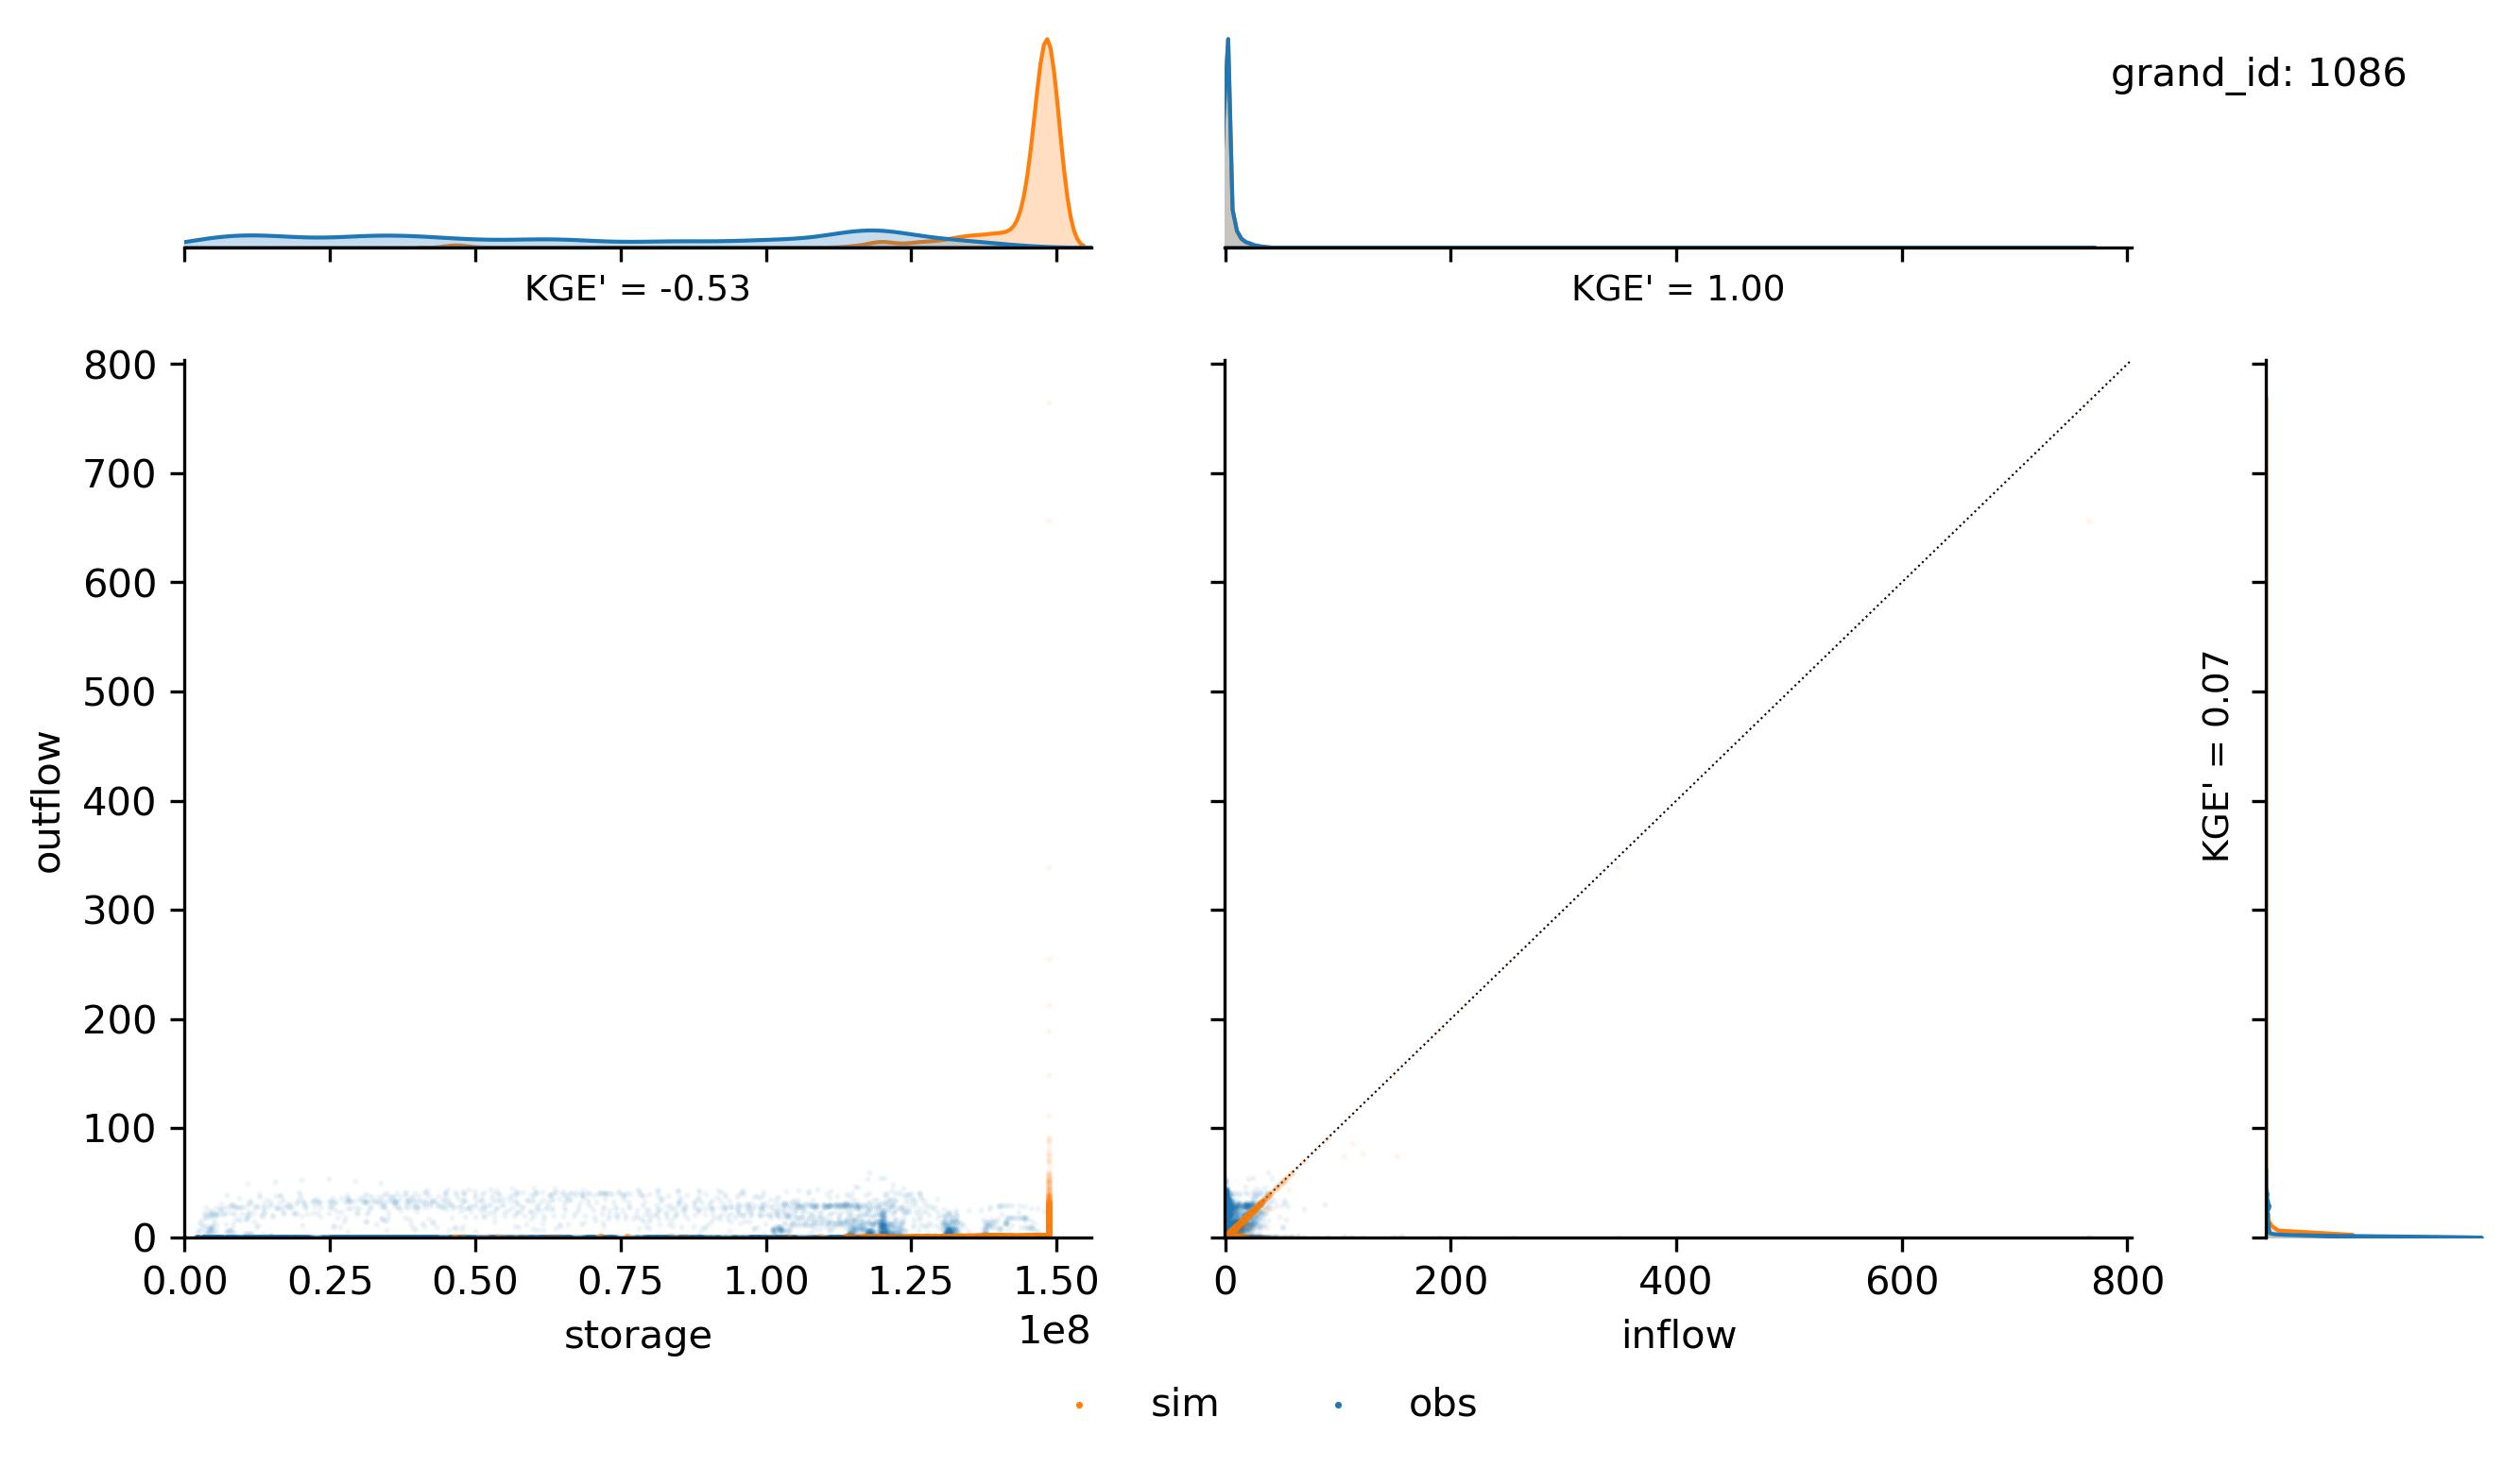 grand_id: 1086
KGE' = -0.53
KGE' = 1.00
800
700
600
500
400
300
200
100
0
outflow
KGE' = 0.07
0.00 0.25 0.50 0.75 1.00 1.25 1.50
1e8
storage
0 200 400 600 800
inflow
sim obs